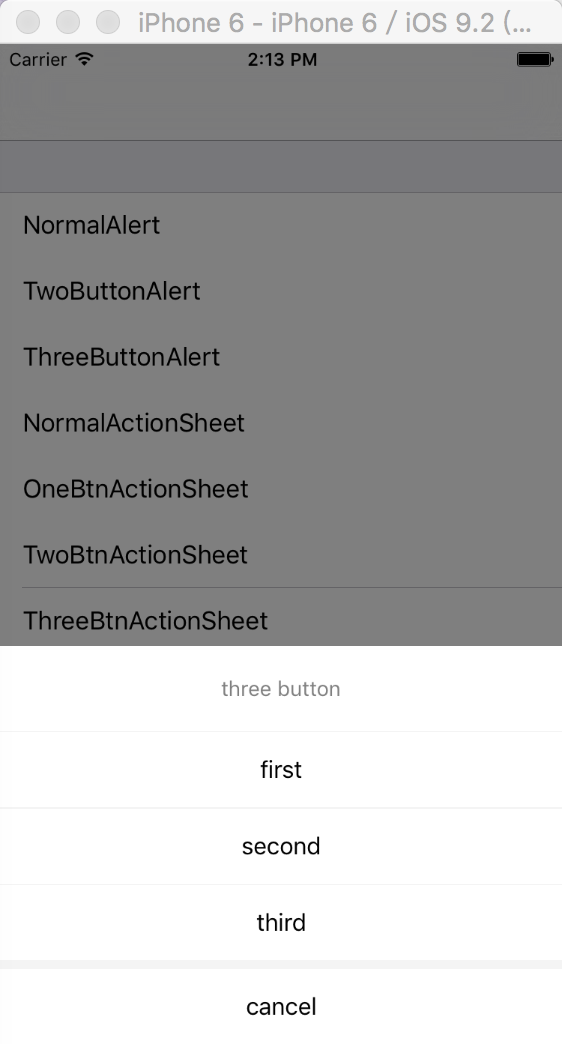 iPhone 6 - iPhone 6 / iOS 9.2 (...
Carrier 2:13 PM
NormalAlert
TwoButtonAlert
ThreeButtonAlert
NormalActionSheet
OneBtnActionSheet
TwoBtnActionSheet
ThreeBtnActionSheet
three button
first
second
third
cancel